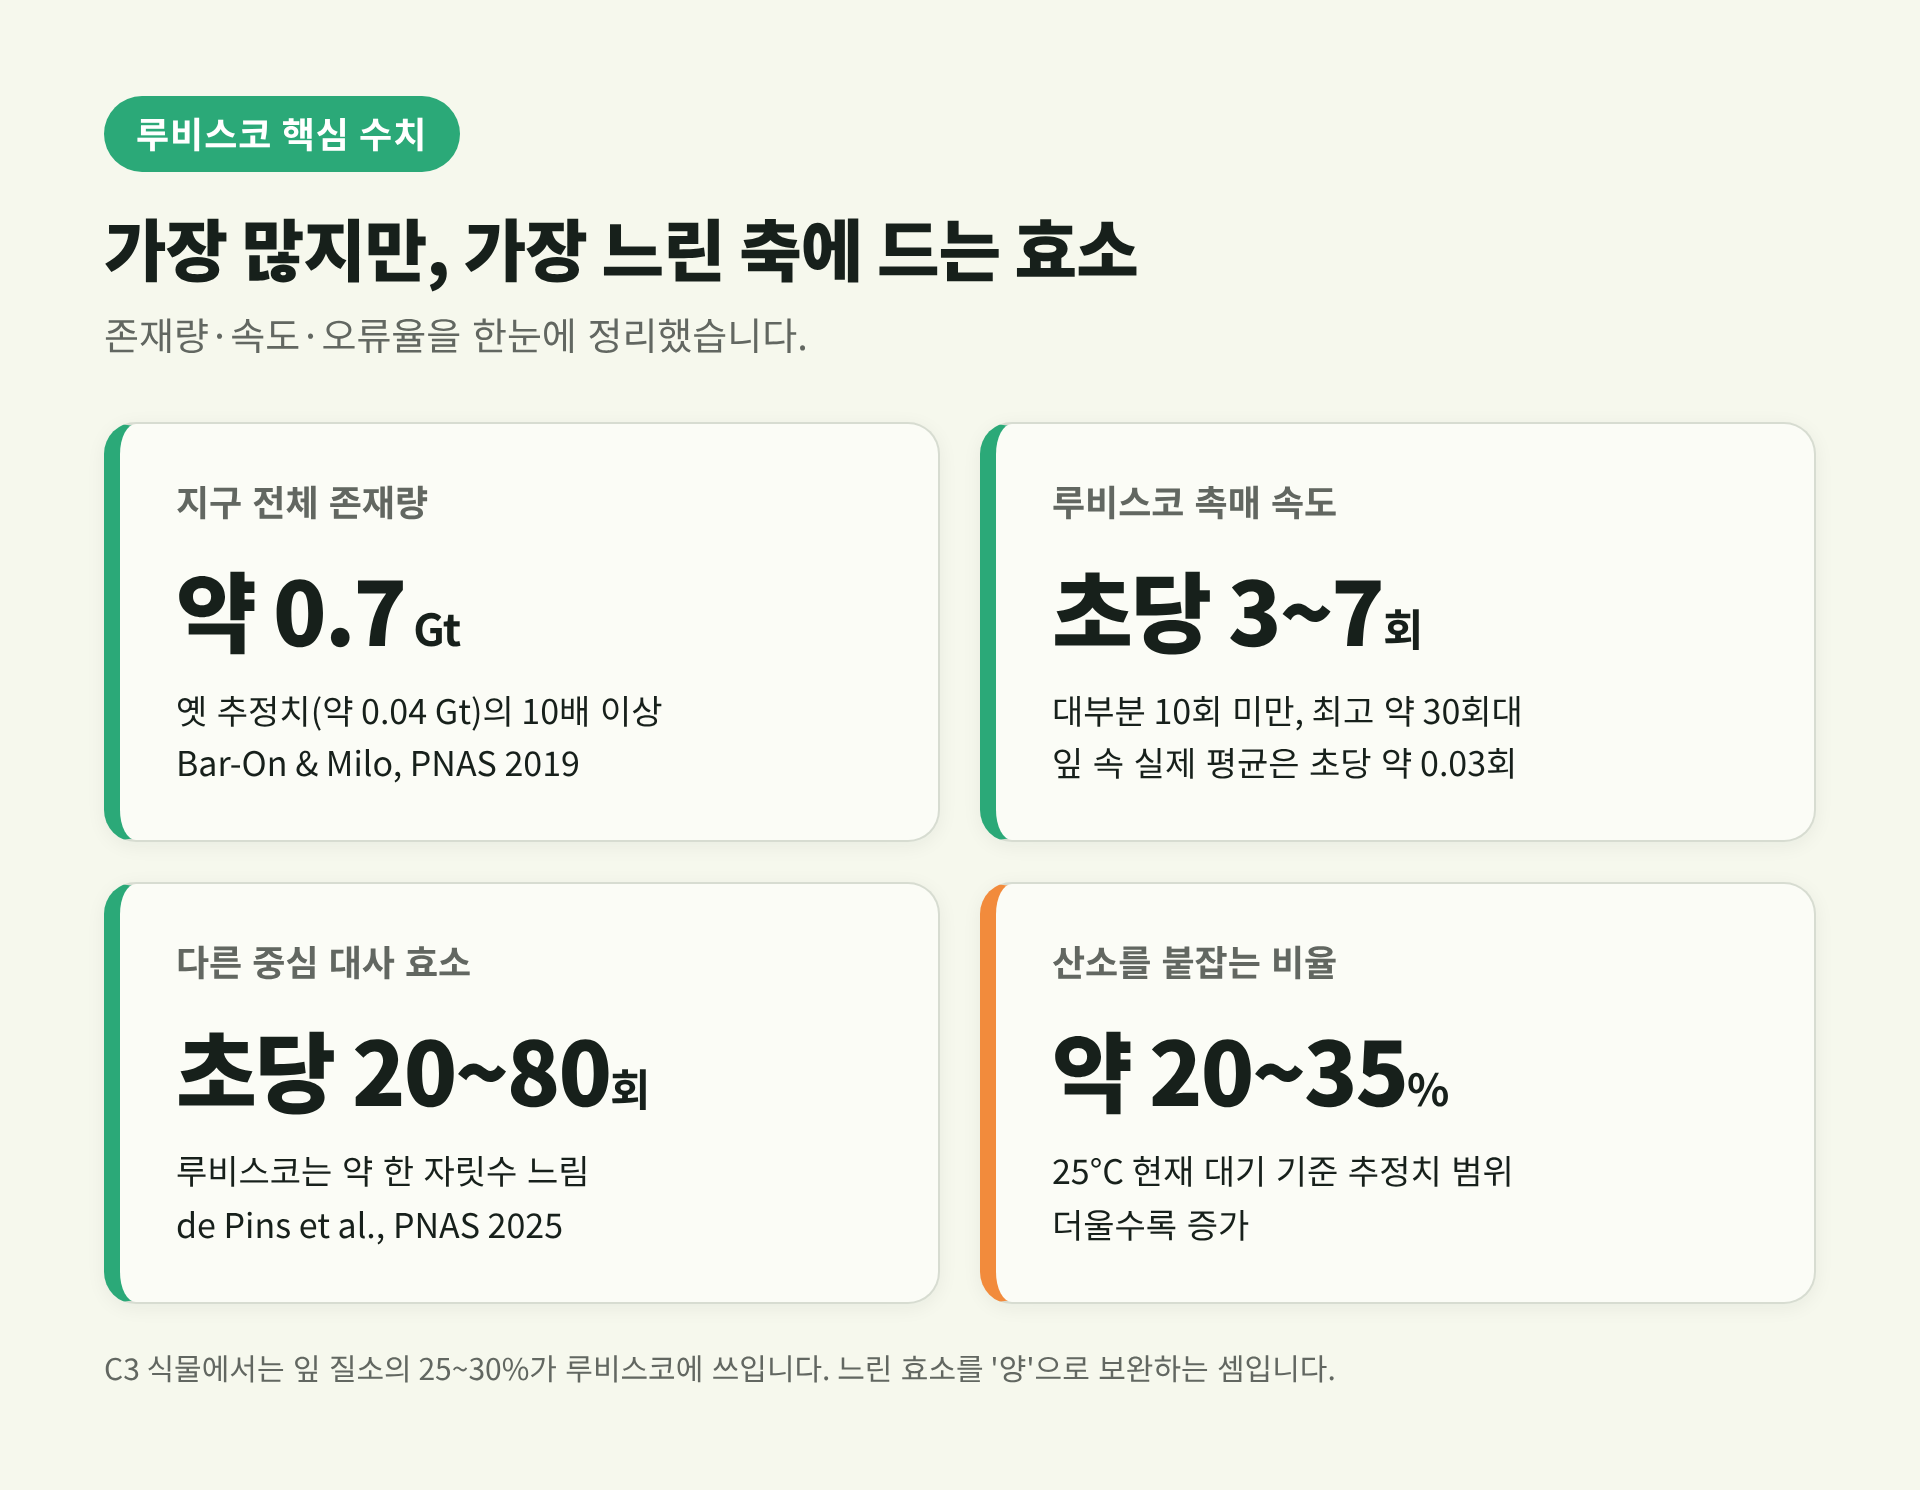 루비스코 핵심 수치
가장 많지만, 가장 느린 축에 드는 효소
존재량·속도·오류율을 한눈에 정리했습니다.
지구 전체 존재량
약 0.7 Gt
옛 추정치(약 0.04 Gt)의 10배 이상
Bar-On & Milo, PNAS 2019
루비스코 촉매 속도
초당 3~7회
대부분 10회 미만, 최고 약 30회대
잎 속 실제 평균은 초당 약 0.03회
다른 중심 대사 효소
초당 20~80회
루비스코는 약 한 자릿수 느림
de Pins et al., PNAS 2025
산소를 붙잡는 비율
약 20~35%
25°C 현재 대기 기준 추정치 범위
더울수록 증가
C3 식물에서는 잎 질소의 25~30%가 루비스코에 쓰입니다. 느린 효소를 '양'으로 보완하는 셈입니다.